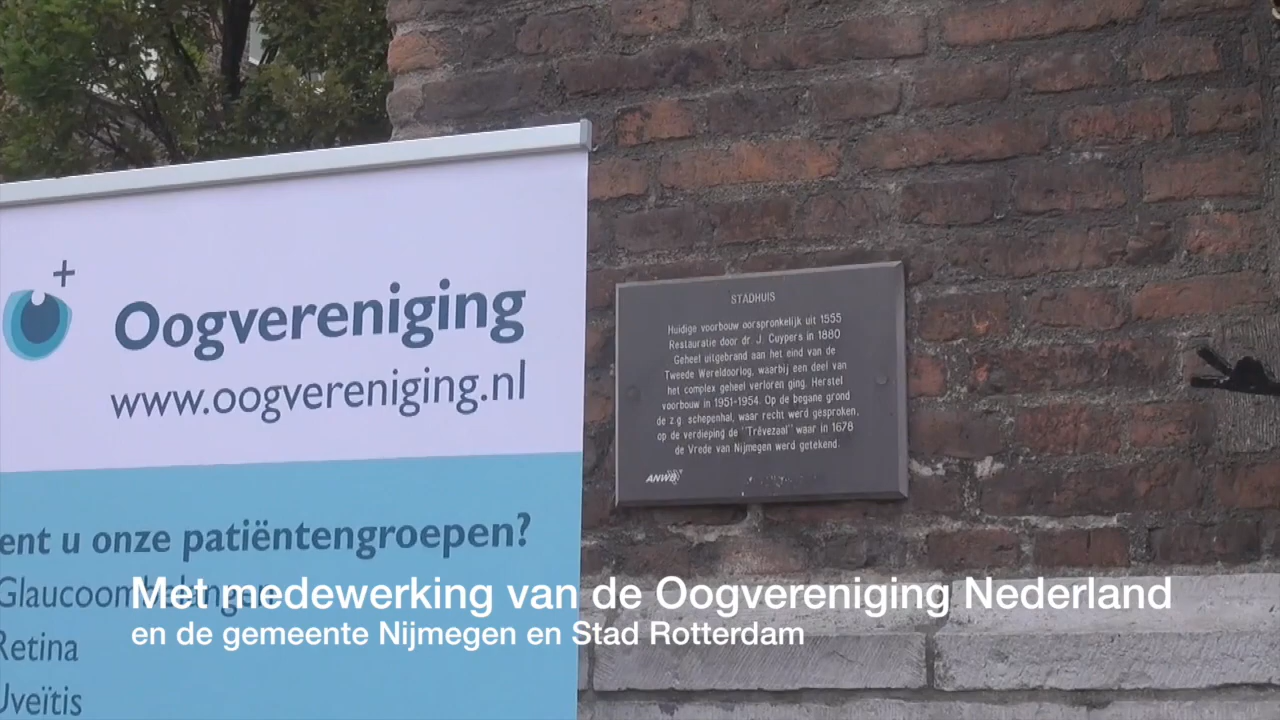 Oogvereniging
www.oogvereniging.nl
ent u onze patiëntengroepen?
Glaucoombelangen
Retina
Uveïtis
STADHUIS
Huidige voorbouw oorspronkelijk uit 1555
Restauratie door dr J. Cuypers in 1880
Geheel uitgebrand aan het eind van de
Tweede Wereldoorlog, waarbij een deel van
het complex geheel verloren ging. Herstel
voorbouw in 1951-1954. Op de begane grond
de z.g. schepenhal, waar recht werd gesproken,
op de verdieping de "Trêvezaal" waar in 1678
de Vrede van Nijmegen werd getekend.
ANWB
Met medewerking van de Oogvereniging Nederland
en de gemeente Nijmegen en Stad Rotterdam